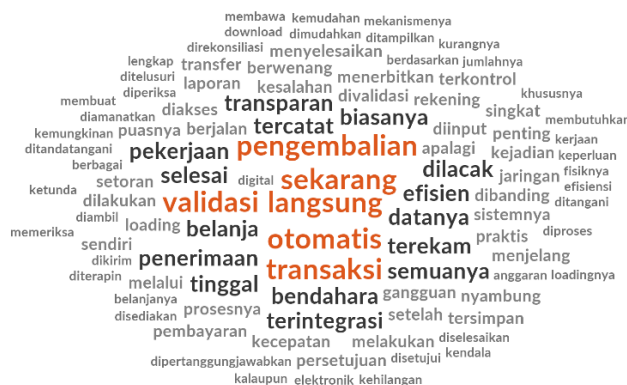 membawa kemudahan mekanismenya
download dimudahkan ditampilkan kurangnya
direkonsiliasi menyelesaikan berdasarkan jumlahnya
lengkap transfer berwenang menerbitkan terkontrol
ditelusuri laporan kesalahan divalidasi rekening khususnya
diperiksa transparan biasanya singkat
membuat diakses tercatat diinput penting membutuhkan
diamanatkan puasnya berjalan pengembalian apalagi kejadian kerjaan
kemungkinan pekerjaan dilacak keperluan
ditandatangani selesai digital sekarang jaringan fisiknya
berbagai setoran efisien dibanding efisiensi
ketunda dilakukan validasi langsung datanya sistemnya ditangani
diambil loading belanja otomatis terekam praktis diproses
memeriksa sendiri penerimaan menjelang
dikirim transaksi semuanya anggaran loadingnya
diterapin melalui tinggal bendahara gangguan nyambung
belanjanya prosesnya terintegrasi setelah tersimpan
disediakan pembayaran kecepatan melakukan diselesaikan
dipertanggungjawabkan persetujuan disetujui kendala
kalaupun elektronik kehilangan